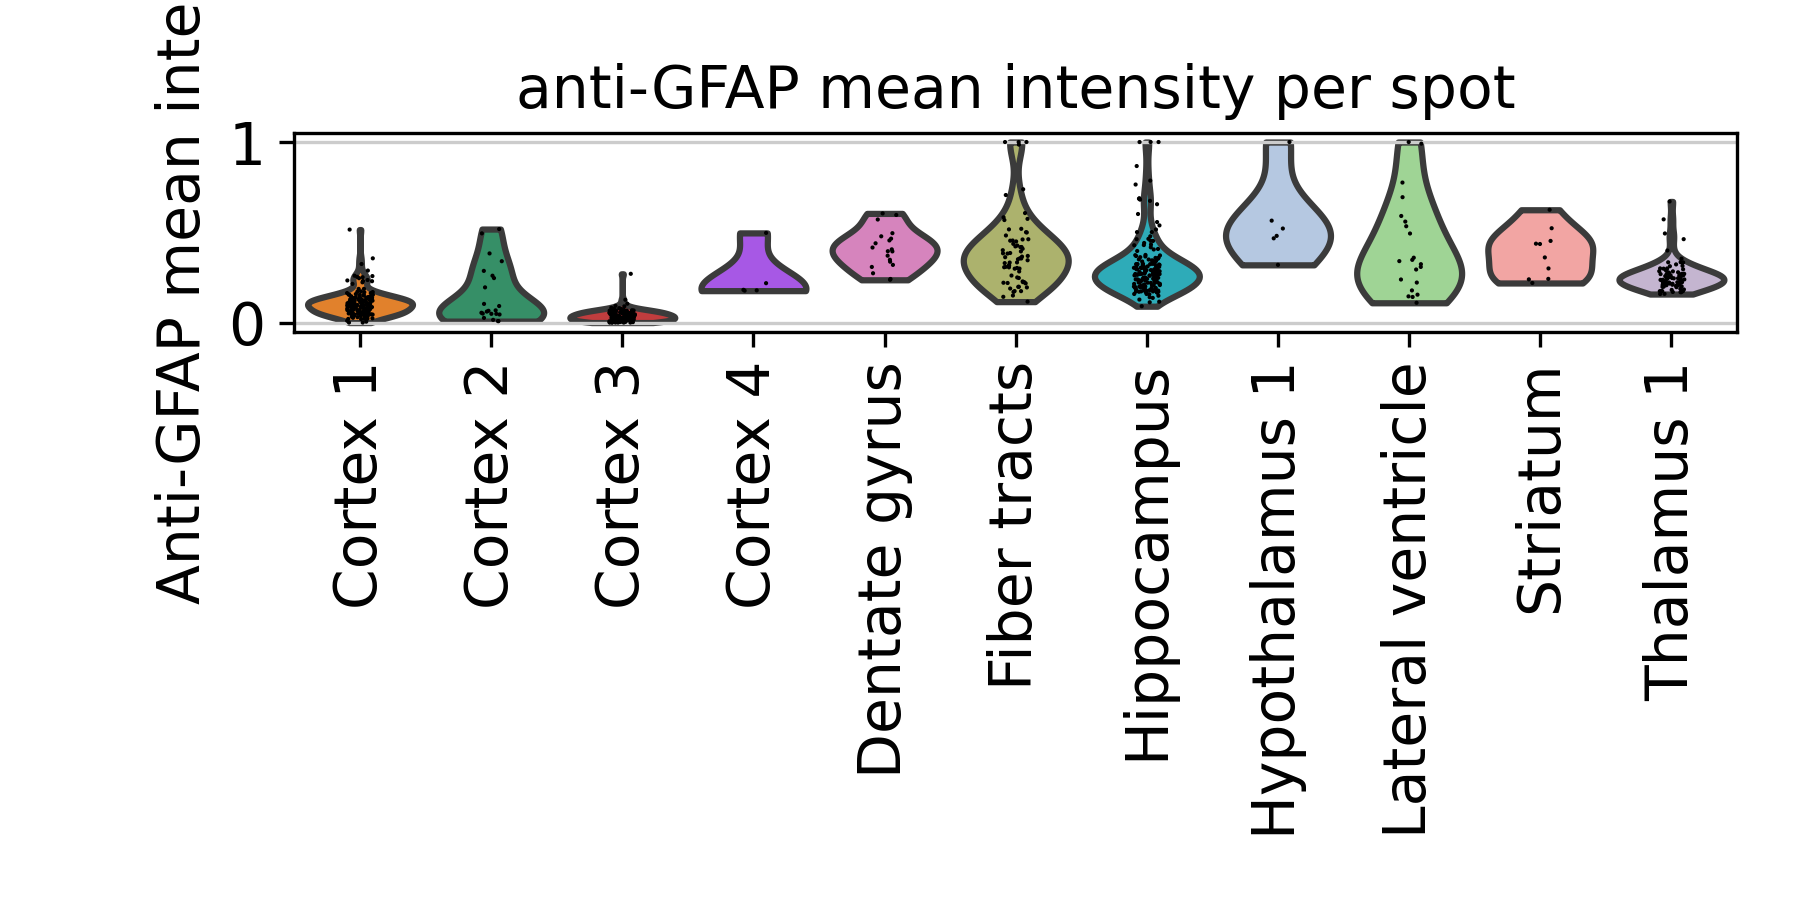 anti-GFAP mean intensity per spot
Anti-GFAP mean inte
1
0
Cortex 1
Cortex 2
Cortex 3
Cortex 4
Dentate gyrus
Fiber tracts
Hippocampus
Hypothalamus 1
Lateral ventricle
Striatum
Thalamus 1